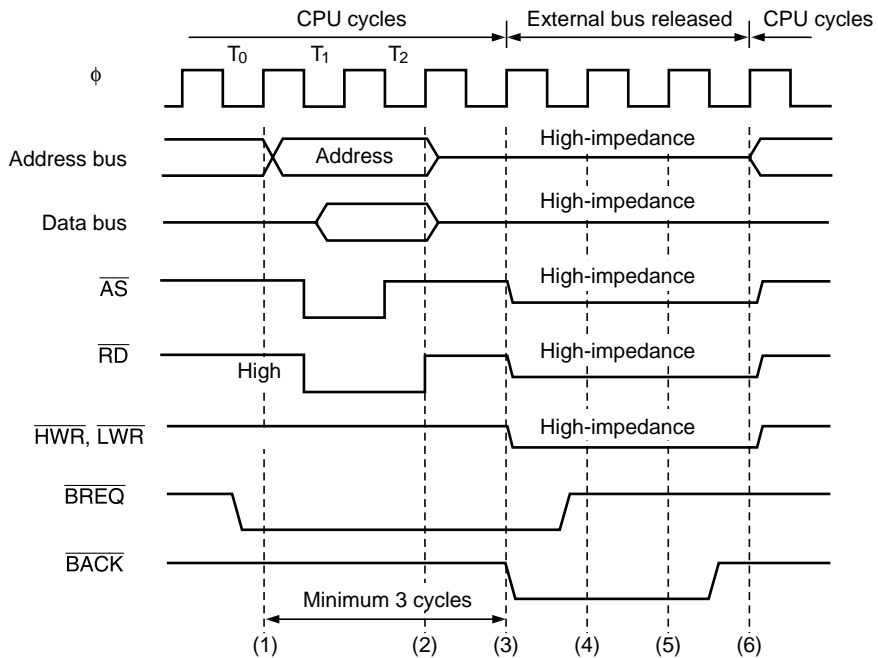 CPU cycles External bus released CPU cycles
T0 T1 T2
φ
Address bus Address High-impedance
Data bus High-impedance
AS High-impedance
RD High High-impedance
HWR, LWR High-impedance
BREQ
BACK
Minimum 3 cycles
(1) (2) (3) (4) (5) (6)